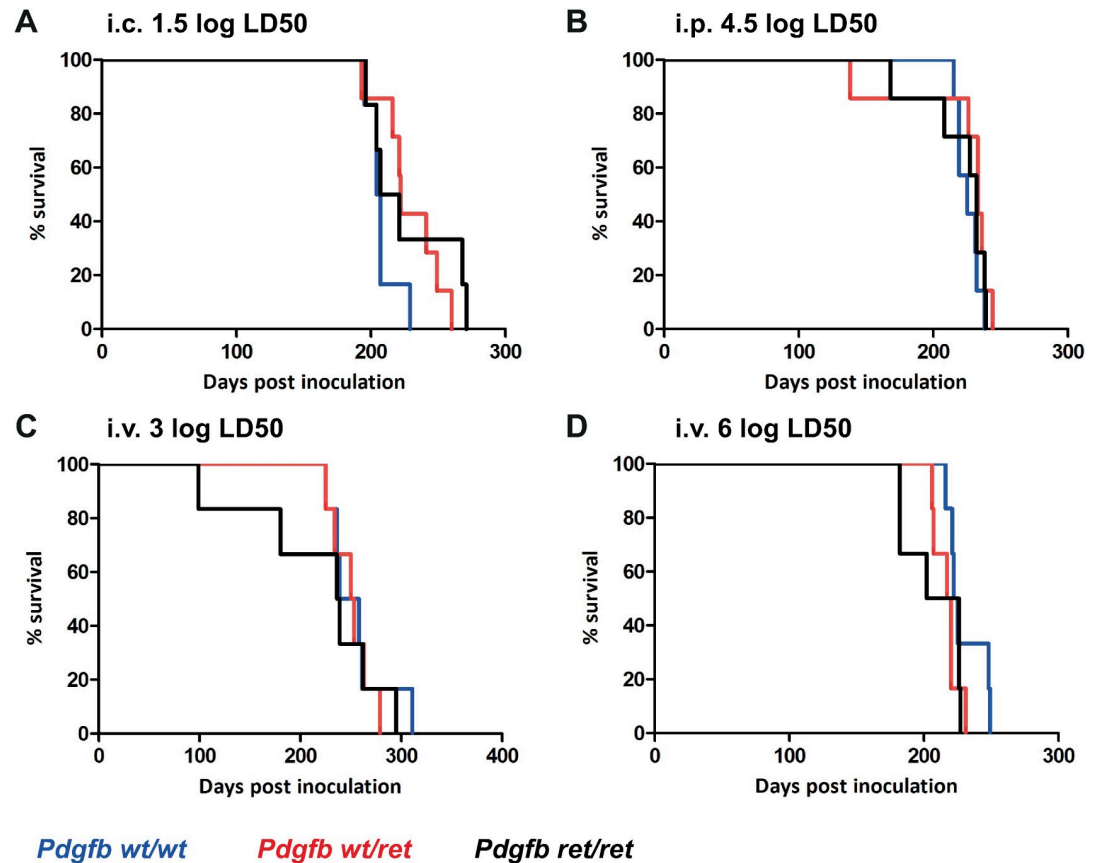 A i.c. 1.5 log LD50
100
80
60
40
20
0
% survival
0 100 200 300
Days post inoculation
B i.p. 4.5 log LD50
100
80
60
40
20
0
% survival
0 100 200 300
Days post inoculation
C i.v. 3 log LD50
100
80
60
40
20
0
% survival
0 100 200 300 400
Days post inoculation
D i.v. 6 log LD50
100
80
60
40
20
0
% survival
0 100 200 300
Days post inoculation
Pdgfb wt/wt Pdgfb wt/ret Pdgfb ret/ret